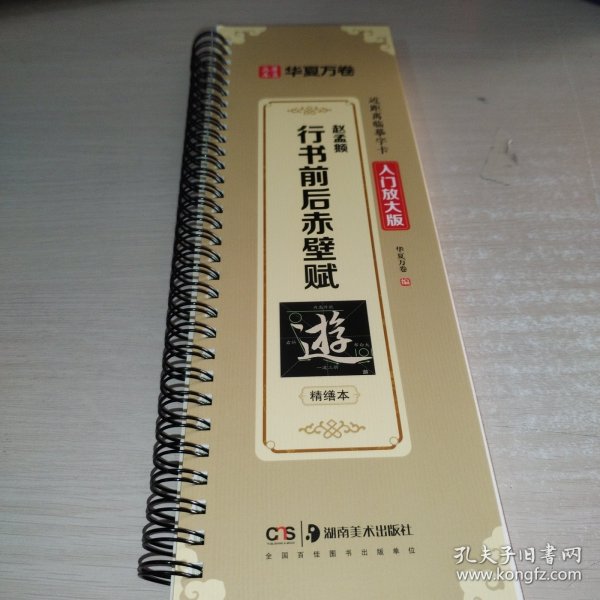 华夏万卷
近距离临摹字卡
入门放大版
华夏万卷 编
赵孟頫
行书前后赤壁赋
遊
精缮本
CNS
湖南美术出版社
全国百佳图书出版单位
孔夫子旧书网
www.kongfz.com